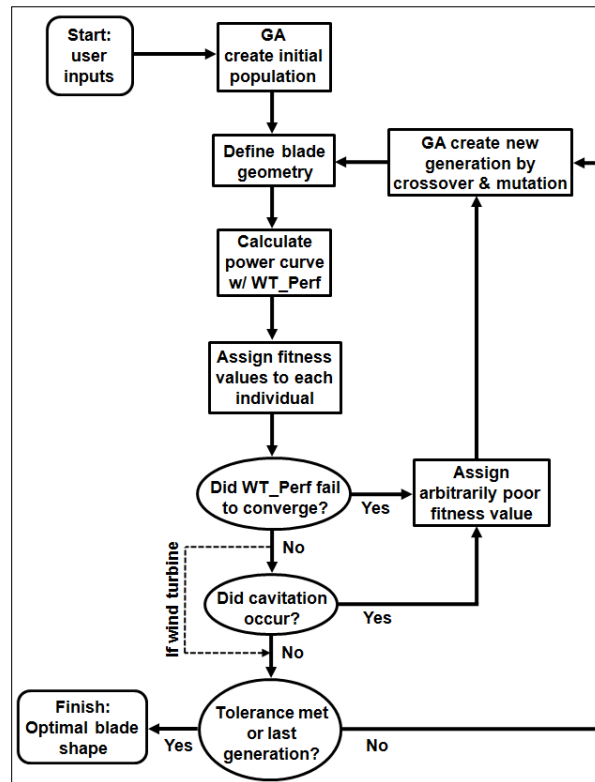 Start:
user
inputs
GA
create initial
population
Define blade
geometry
GA create new
generation by
crossover & mutation
Calculate
power curve
w/ WT_Perf
Assign fitness
values to each
individual
Did WT_Perf fail
to converge?
Yes
Assign
arbitrarily poor
fitness value
No
If wind turbine
Did cavitation
occur?
Yes
No
Tolerance met
or last
generation?
No
Yes
Finish:
Optimal blade
shape